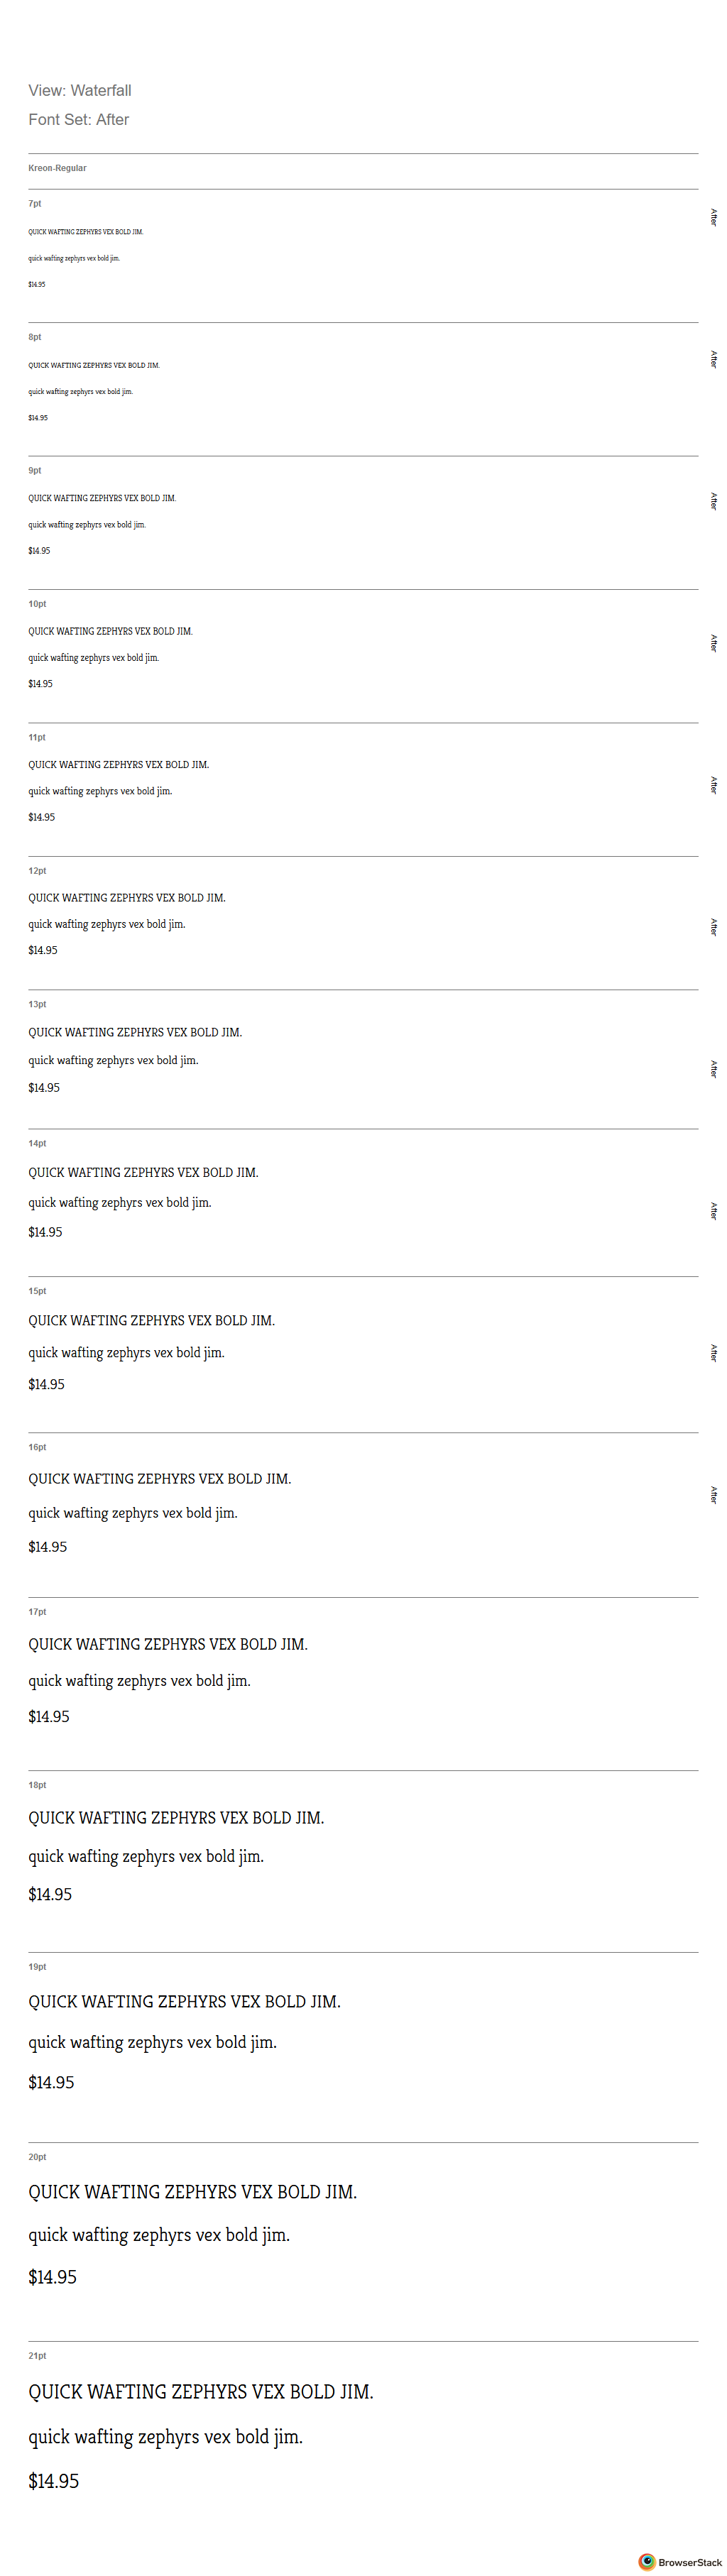 View: Waterfall
Font Set: After
Kreon-Regular
7pt
QUICK WAFTING ZEPHYRS VEX BOLD JIM.
quick wafting zephyrs vex bold jim.
$14.95
After
8pt
QUICK WAFTING ZEPHYRS VEX BOLD JIM.
quick wafting zephyrs vex bold jim.
$14.95
After
9pt
QUICK WAFTING ZEPHYRS VEX BOLD JIM.
quick wafting zephyrs vex bold jim.
$14.95
After
10pt
QUICK WAFTING ZEPHYRS VEX BOLD JIM.
quick wafting zephyrs vex bold jim.
$14.95
After
11pt
QUICK WAFTING ZEPHYRS VEX BOLD JIM.
quick wafting zephyrs vex bold jim.
$14.95
After
12pt
QUICK WAFTING ZEPHYRS VEX BOLD JIM.
quick wafting zephyrs vex bold jim.
$14.95
After
13pt
QUICK WAFTING ZEPHYRS VEX BOLD JIM.
quick wafting zephyrs vex bold jim.
$14.95
After
14pt
QUICK WAFTING ZEPHYRS VEX BOLD JIM.
quick wafting zephyrs vex bold jim.
$14.95
After
15pt
QUICK WAFTING ZEPHYRS VEX BOLD JIM.
quick wafting zephyrs vex bold jim.
$14.95
After
16pt
QUICK WAFTING ZEPHYRS VEX BOLD JIM.
quick wafting zephyrs vex bold jim.
$14.95
After
17pt
QUICK WAFTING ZEPHYRS VEX BOLD JIM.
quick wafting zephyrs vex bold jim.
$14.95
18pt
QUICK WAFTING ZEPHYRS VEX BOLD JIM.
quick wafting zephyrs vex bold jim.
$14.95
19pt
QUICK WAFTING ZEPHYRS VEX BOLD JIM.
quick wafting zephyrs vex bold jim.
$14.95
20pt
QUICK WAFTING ZEPHYRS VEX BOLD JIM.
quick wafting zephyrs vex bold jim.
$14.95
21pt
QUICK WAFTING ZEPHYRS VEX BOLD JIM.
quick wafting zephyrs vex bold jim.
$14.95
BrowserStack